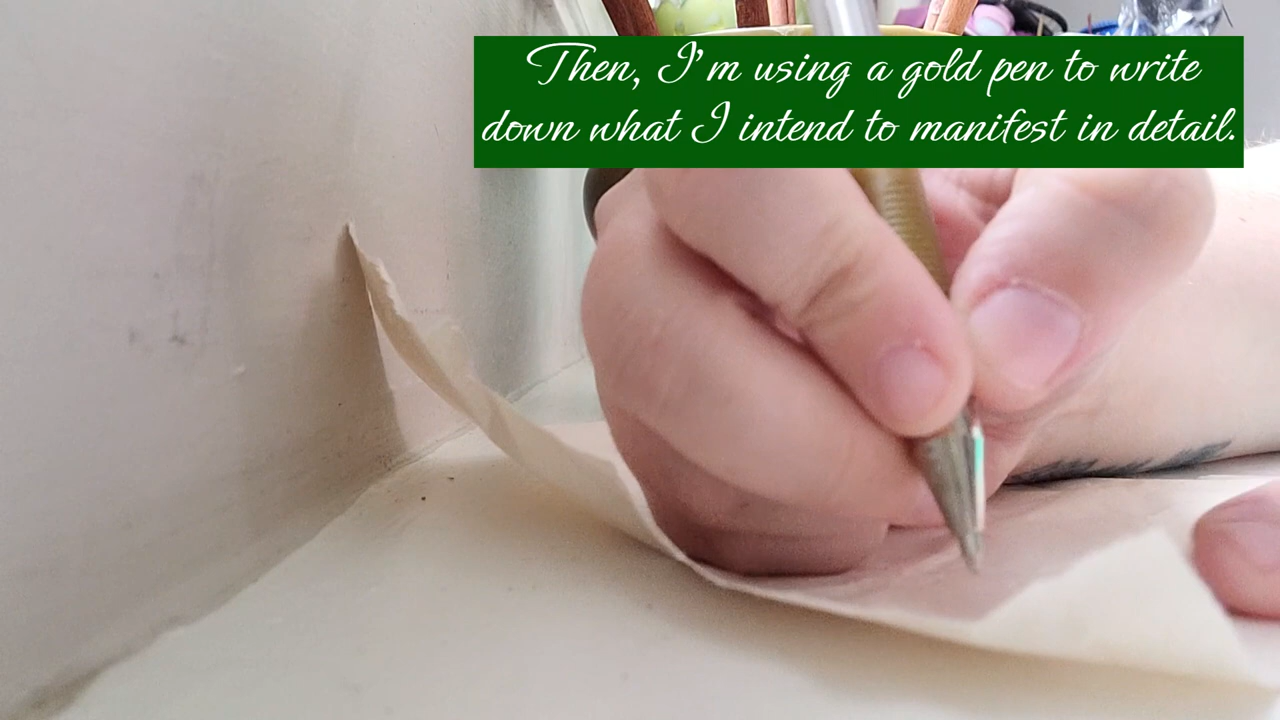 Then, I'm using a gold pen to write
down what I intend to manifest in detail.